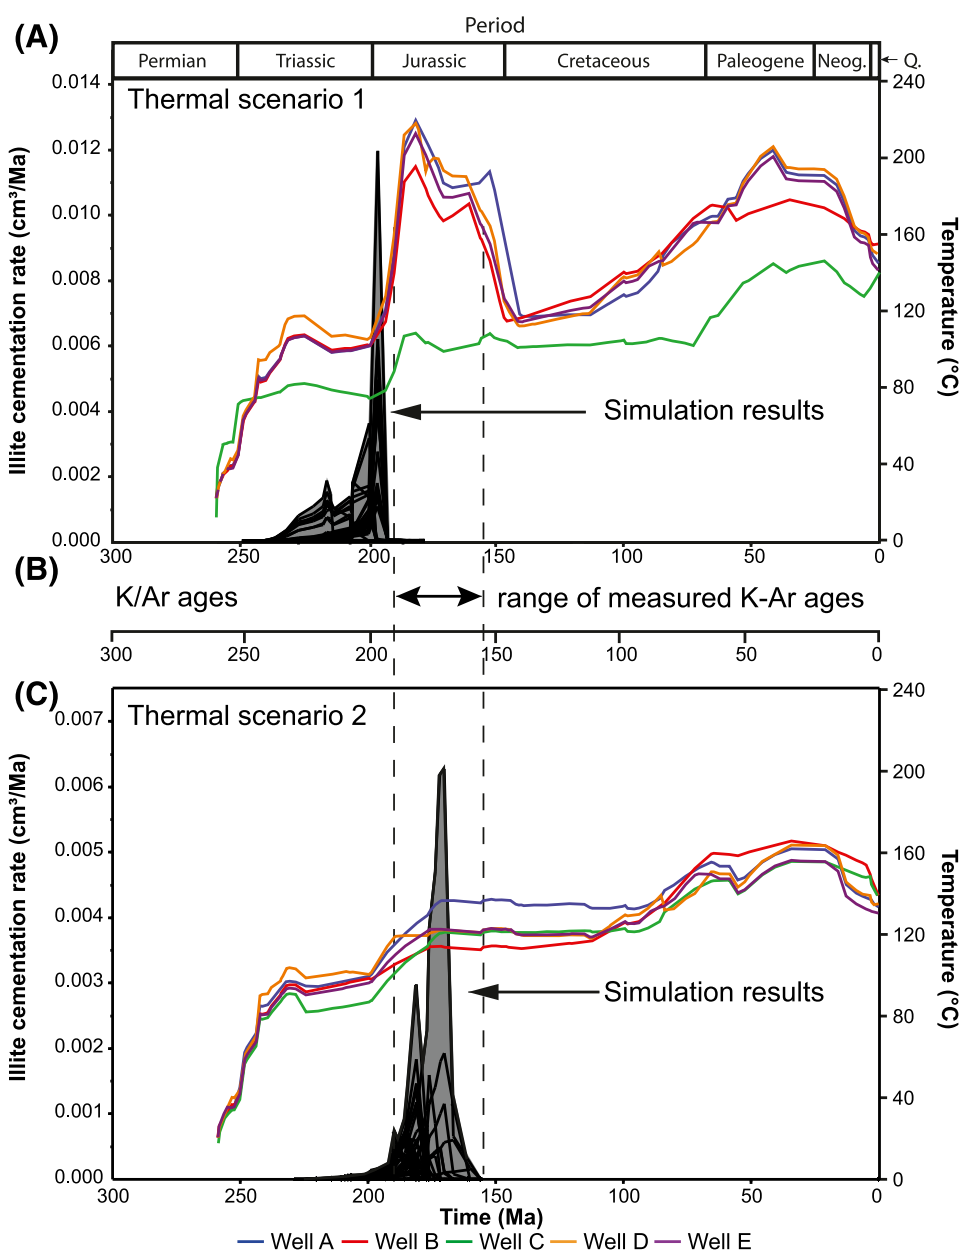 (A)
Period
Permian Triassic Jurassic Cretaceous Paleogene Neog. Q.
Thermal scenario 1
Illite cementation rate (cm³/Ma)
0.014
0.012
0.010
0.008
0.006
0.004
0.002
0.000
240
200
160
120
80
40
0
Temperature (°C)
Simulation results
300 250 200 150 100 50 0
(B)
K/Ar ages
range of measured K-Ar ages
300 250 200 150 100 50 0
(C)
Thermal scenario 2
Illite cementation rate (cm³/Ma)
0.007
0.006
0.005
0.004
0.003
0.002
0.001
0.000
240
200
160
120
80
40
0
Temperature (°C)
Simulation results
300 250 200 150 100 50 0
Time (Ma)
Well A Well B Well C Well D Well E